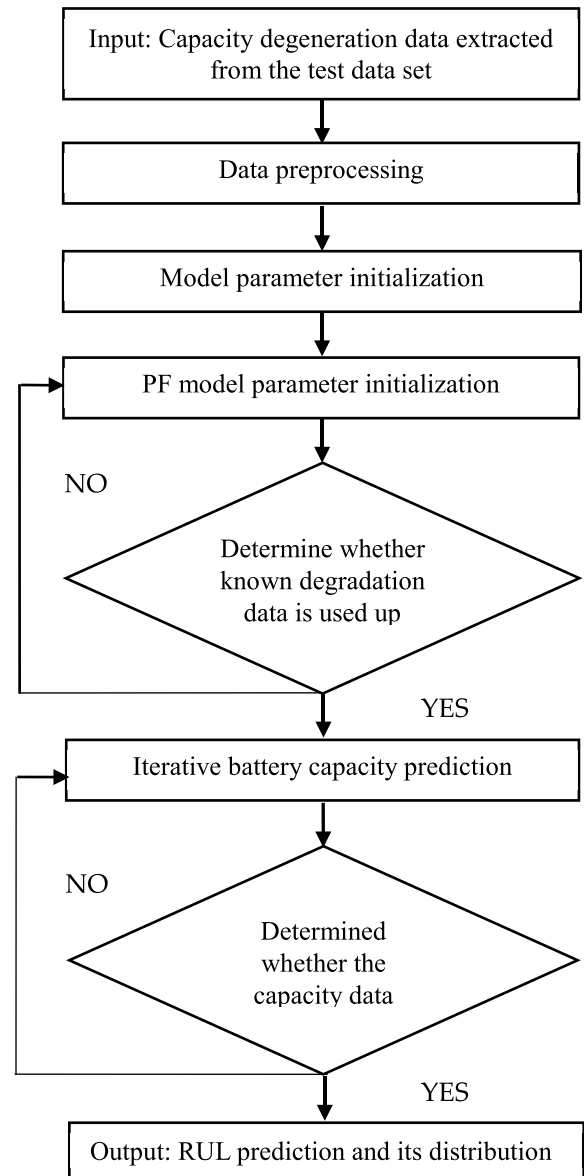 Input: Capacity degeneration data extracted
from the test data set
Data preprocessing
Model parameter initialization
PF model parameter initialization
NO
Determine whether
known degradation
data is used up
YES
Iterative battery capacity prediction
NO
Determined
whether the
capacity data
YES
Output: RUL prediction and its distribution